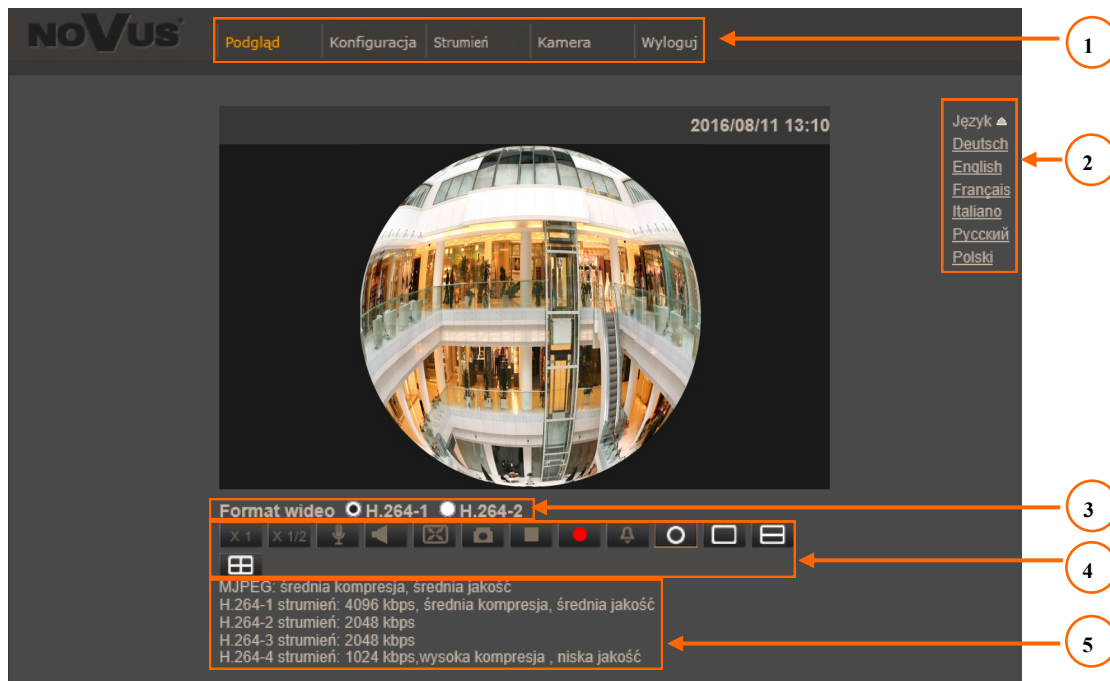 NOVUS
Podgląd Konfiguracja Strumień Kamera Wyloguj
1
2016/08/11 13:10
Język
Deutsch
English
Français
Italiano
Русский
Polski
2
Format wideo H.264-1 H.264-2
3
X 1 X 1/2
4
MJPEG: średnia kompresja, średnia jakość
H.264-1 strumień: 4096 kbps, średnia kompresja, średnia jakość
H.264-2 strumień: 2048 kbps
H.264-3 strumień: 2048 kbps
H.264-4 strumień: 1024 kbps,wysoka kompresja , niska jakość
5